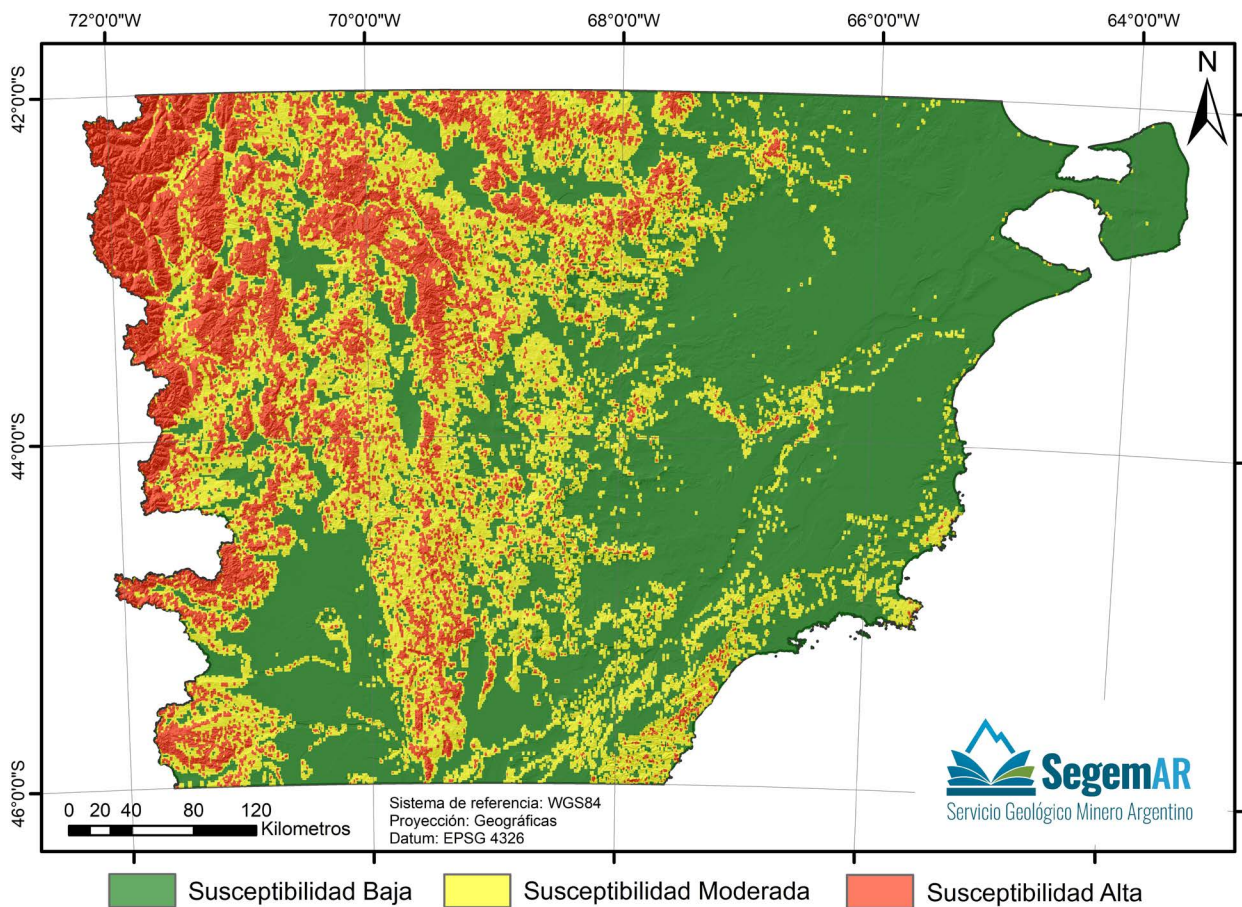 72°0'0"W 70°0'0"W 68°0'0"W 66°0'0"W 64°0'0"W
N
42°0'0"S
44°0'0"S
46°0'0"S
0 20 40 80 120
Kilometros
Sistema de referencia: WGS84
Proyección: Geográficas
Datum: EPSG 4326
SegemAR
Servicio Geológico Minero Argentino
Susceptibilidad Baja Susceptibilidad Moderada Susceptibilidad Alta